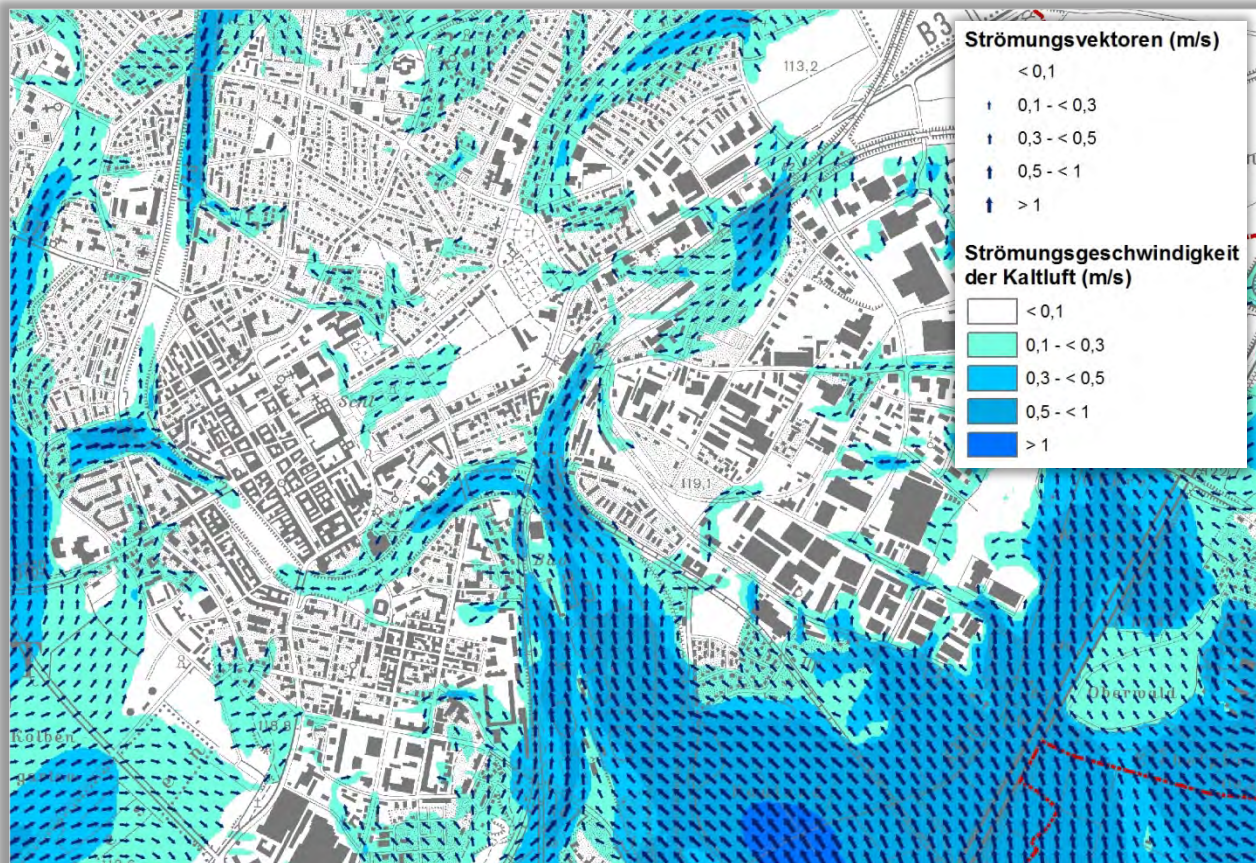 B3
113,2
Schl
119,1
Bad
Oberwald
118,8
Kolben
Strömungsvektoren (m/s)
< 0,1
0,1 - < 0,3
0,3 - < 0,5
0,5 - < 1
> 1
Strömungsgeschwindigkeit
der Kaltluft (m/s)
< 0,1
0,1 - < 0,3
0,3 - < 0,5
0,5 - < 1
> 1